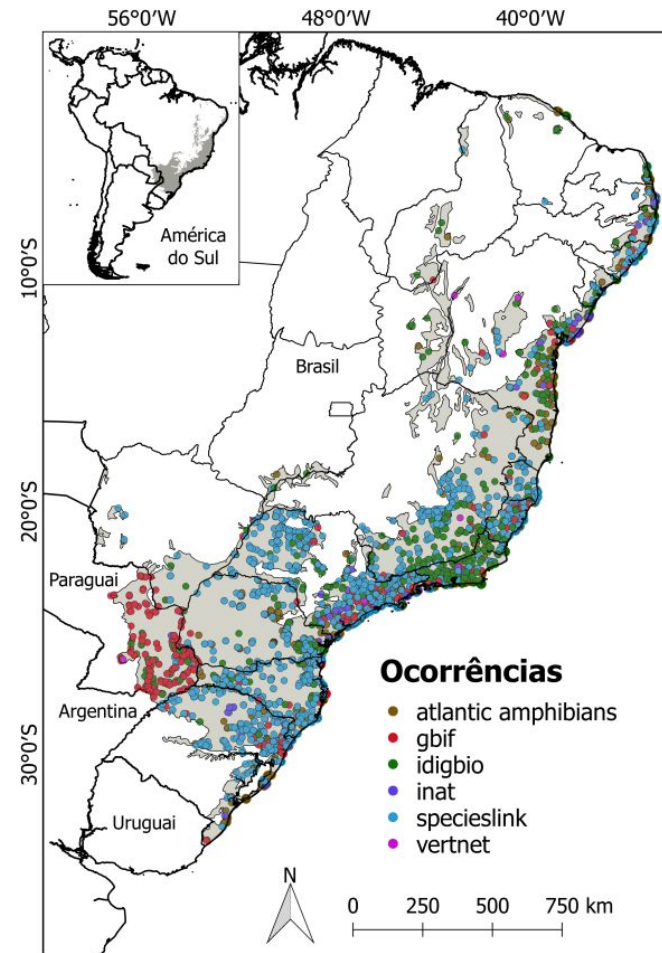 56°0'W 48°0'W 40°0'W
América
do Sul
10°0'S
Brasil
20°0'S
Paraguai
Argentina
30°0'S
Uruguai
Ocorrências
atlantic amphibians
gbif
idigbio
inat
specieslink
vertnet
N
0 250 500 750 km